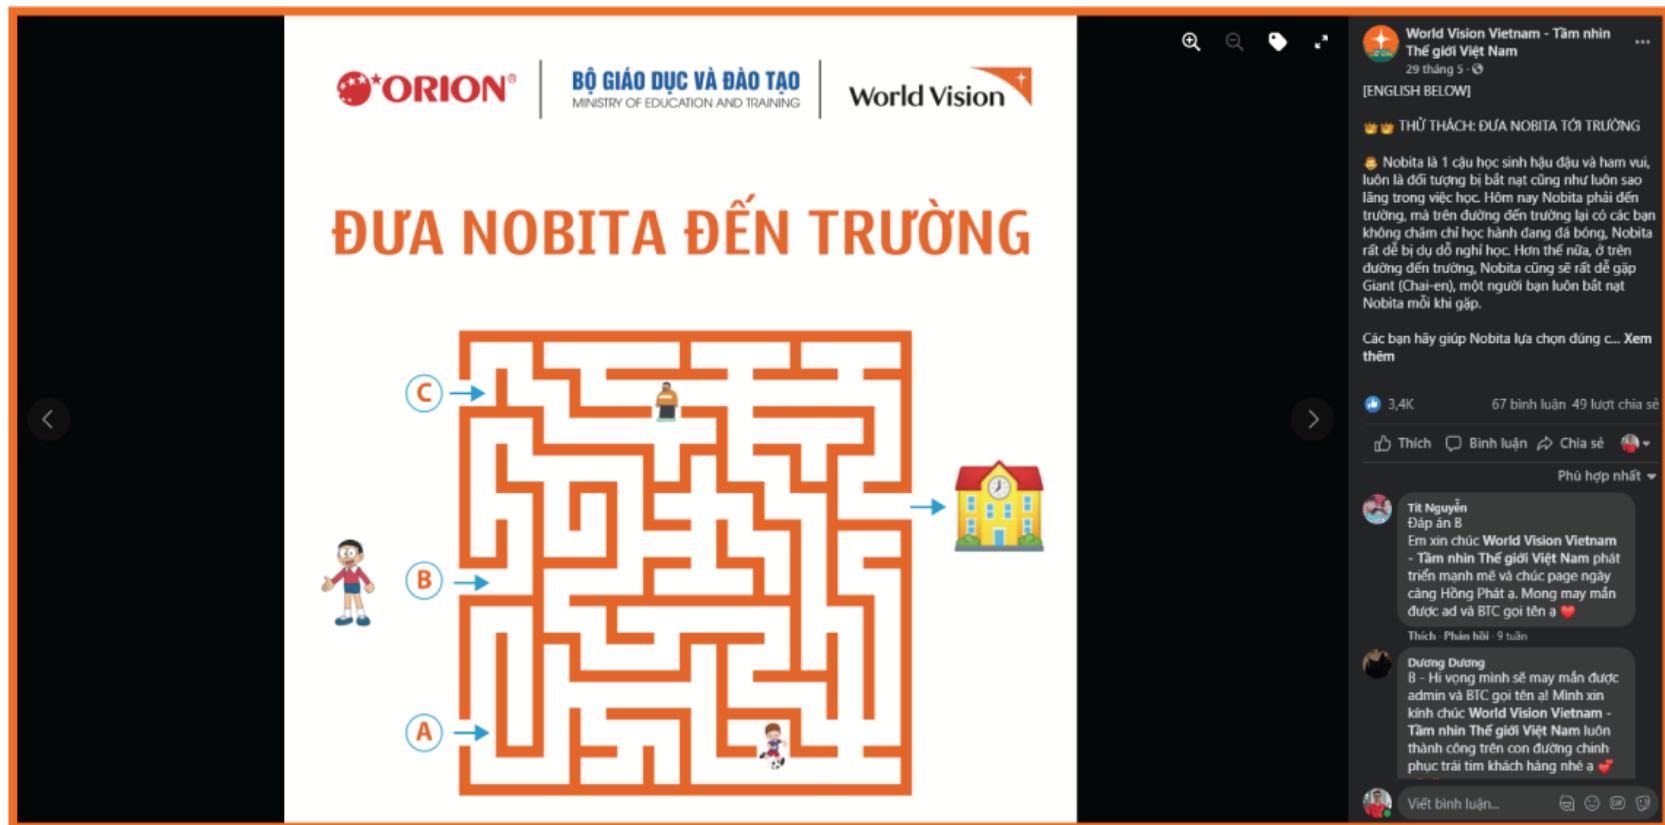 ORION®
BỘ GIÁO DỤC VÀ ĐÀO TẠO
MINISTRY OF EDUCATION AND TRAINING
World Vision
ĐƯA NOBITA ĐẾN TRƯỜNG
C
B
A
World Vision Vietnam - Tầm nhìn
Thế giới Việt Nam
29 tháng 5 ·
[ENGLISH BELOW]
THỬ THÁCH: ĐƯA NOBITA TỚI TRƯỜNG
Nobita là 1 cậu học sinh hậu đậu và ham vui,
luôn là đối tượng bị bắt nạt cũng như luôn sao
lãng trong việc học. Hôm nay Nobita phải đến
trường, mà trên đường đến trường lại có các bạn
không chăm chỉ học hành đang đá bóng, Nobita
rất dễ bị dụ dỗ nghỉ học. Hơn thế nữa, ở trên
đường đến trường, Nobita cũng sẽ rất dễ gặp
Giant (Chai-en), một người bạn luôn bắt nạt
Nobita mỗi khi gặp.
Các bạn hãy giúp Nobita lựa chọn đúng c... Xem
thêm
3,4K 67 bình luận 49 lượt chia sẻ
Thích Bình luận Chia sẻ
Phù hợp nhất
Tít Nguyễn
Đáp án B
Em xin chúc World Vision Vietnam
- Tầm nhìn Thế giới Việt Nam phát
triển mạnh mẽ và chúc page ngày
càng Hồng Phát ạ. Mong may mắn
được ad và BTC gọi tên ạ
Thích · Phản hồi · 9 tuần
Dương Dương
B - Hi vọng mình sẽ may mắn được
admin và BTC gọi tên ạ! Mình xin
kính chúc World Vision Vietnam -
Tầm nhìn Thế giới Việt Nam luôn
thành công trên con đường chinh
phục trái tim khách hàng nhé ạ
Viết bình luận...